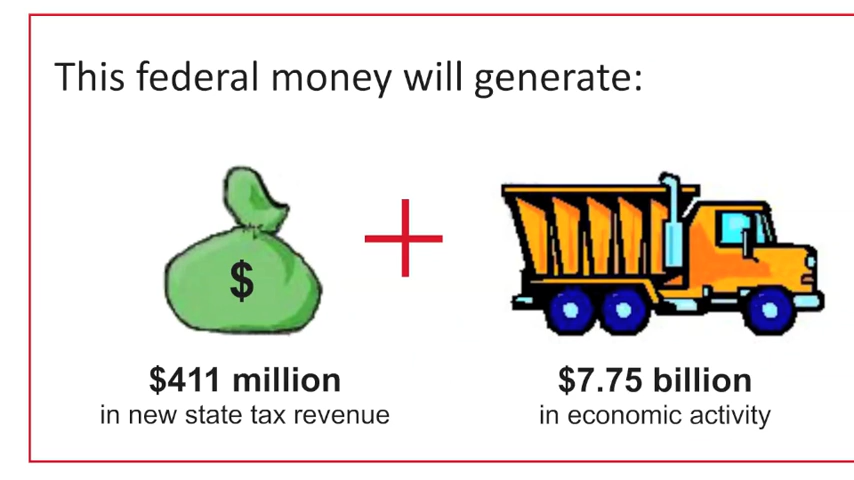 This federal money will generate:
$
$411 million
in new state tax revenue
$7.75 billion
in economic activity